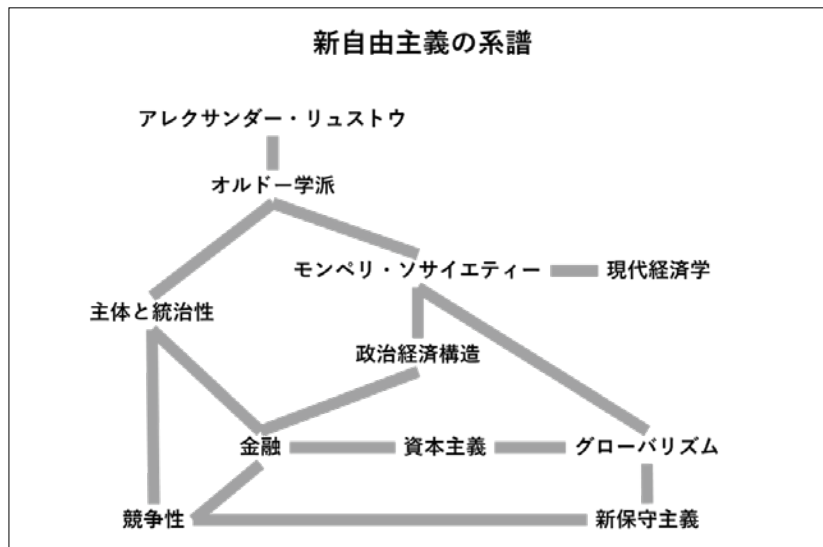 新自由主義の系譜
アレクサンダー・リュストウ
オルドー学派
モンペリ・ソサイエティー
現代経済学
主体と統治性
政治経済構造
金融
資本主義
グローバリズム
競争性
新保守主義